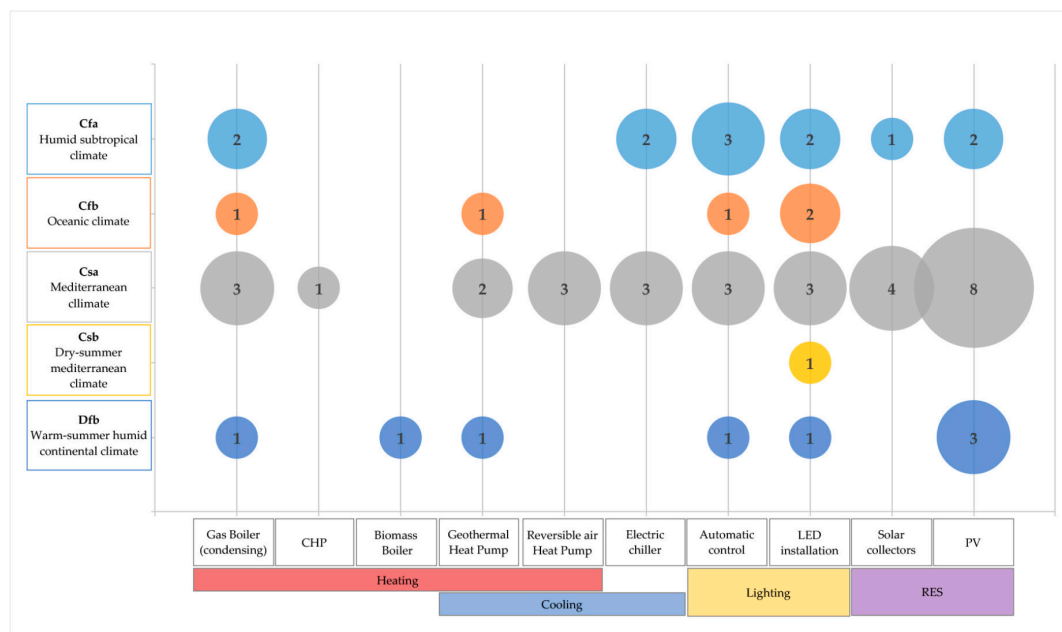 Cfa
Humid subtropical
climate
2
2
3
2
1
2
Cfb
Oceanic climate
1
1
1
2
Csa
Mediterranean
cllimate
3
1
2
3
3
3
3
4
8
Csb
Dry-summer
mediterranean
climate
1
Dfb
Warm-summer humid
continental climate
1
1
1
1
1
3
Gas Boiler
(condensing)
CHP
Biomass
Boiler
Geothermal
Heat Pump
Reversible air
Heat Pump
Electric
chiller
Automatic
control
LED
installation
Solar
collectors
PV
Heating
Cooling
Lighting
RES